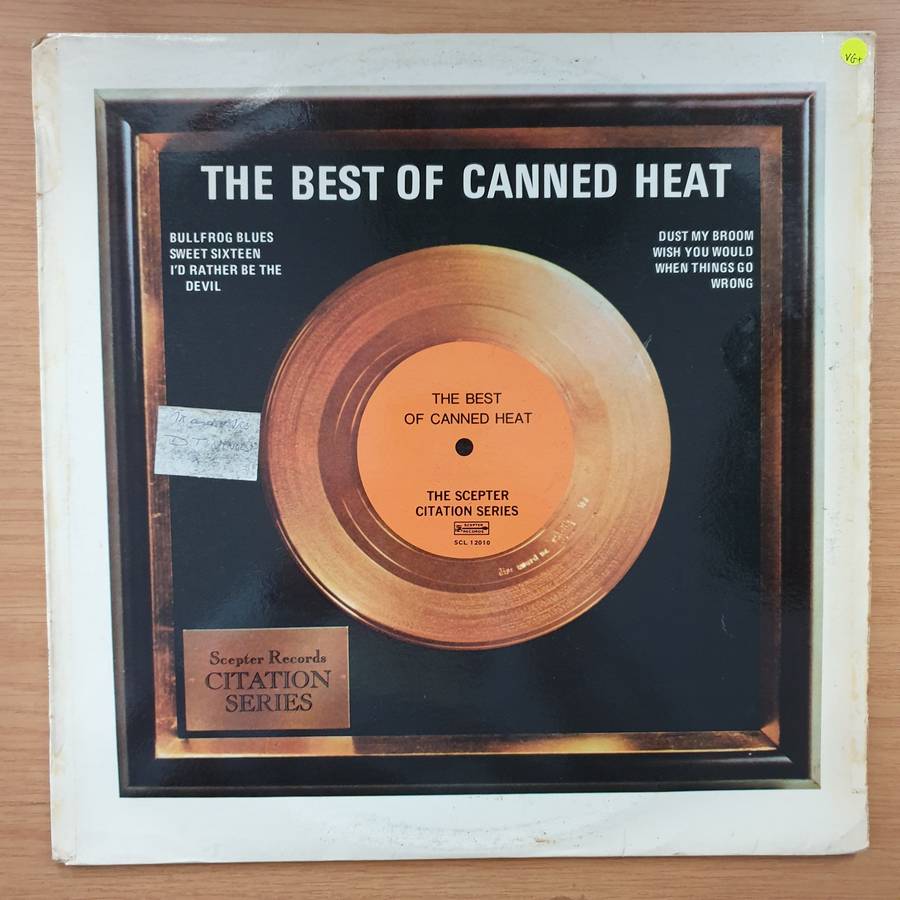 VG+
THE BEST OF CANNED HEAT
BULLFROG BLUES
SWEET SIXTEEN
I'D RATHER BE THE
DEVIL
DUST MY BROOM
WISH YOU WOULD
WHEN THINGS GO
WRONG
THE BEST
OF CANNED HEAT
THE SCEPTER
CITATION SERIES
SCEPTER
RECORDS
SCL 12010
Scepter Records
CITATION
SERIES